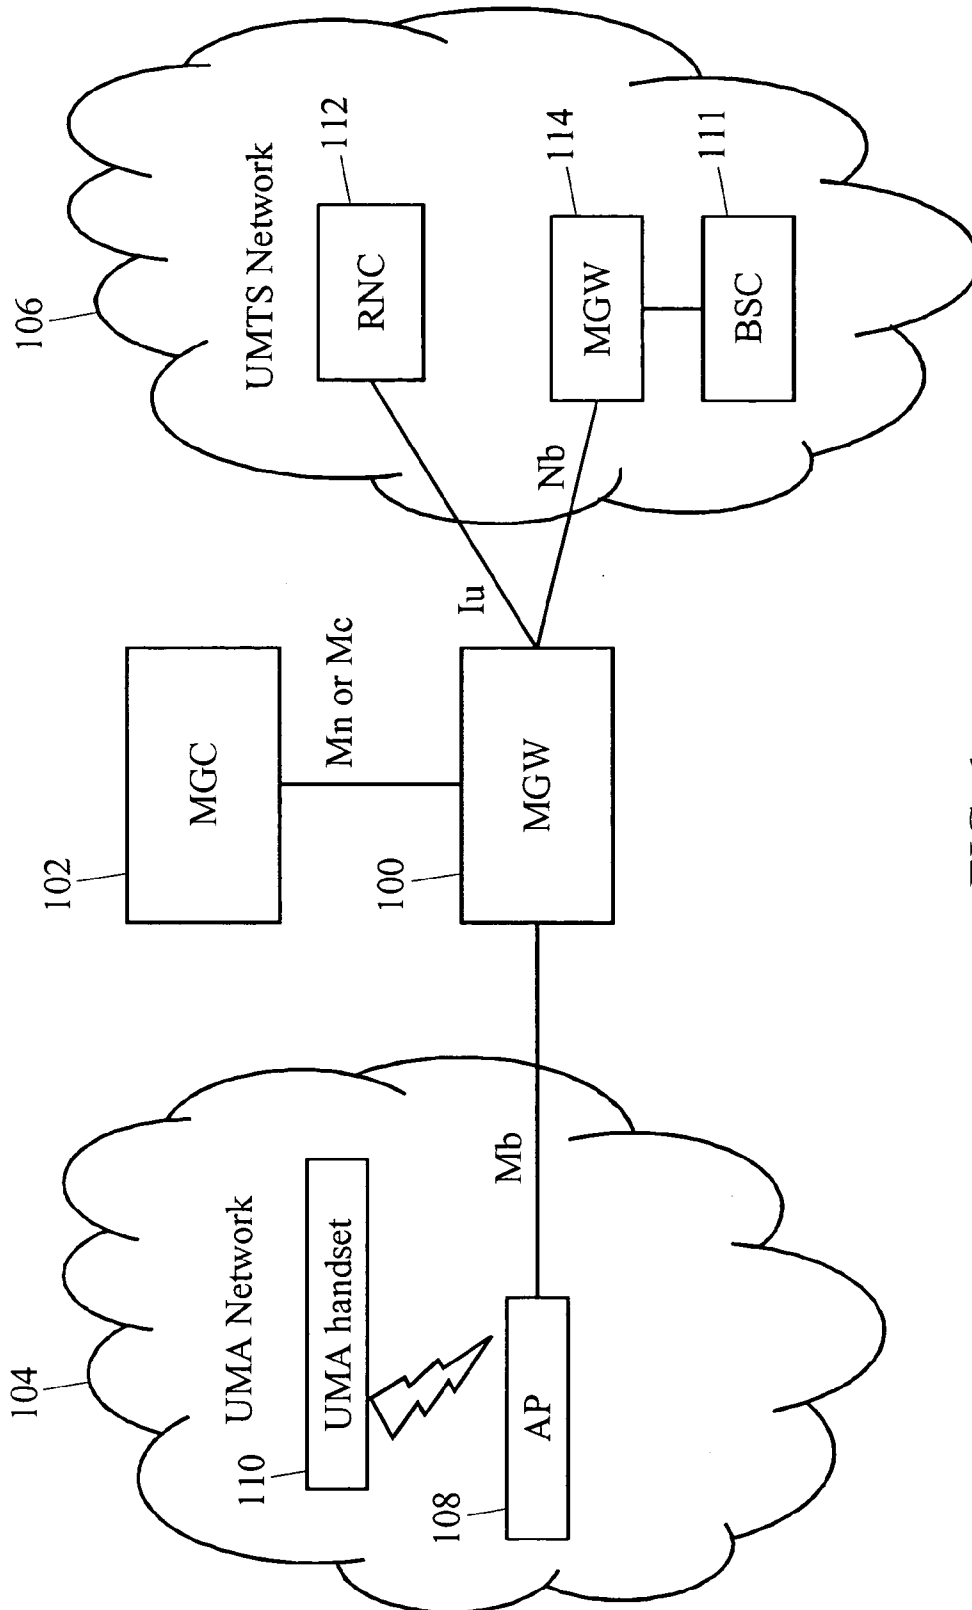 104
UMA Network
110
UMA handset
108
AP
Mb
102
MGC
Mn or Mc
100
MGW
Iu
Nb
106
UMTS Network
RNC
112
MGW
114
BSC
111